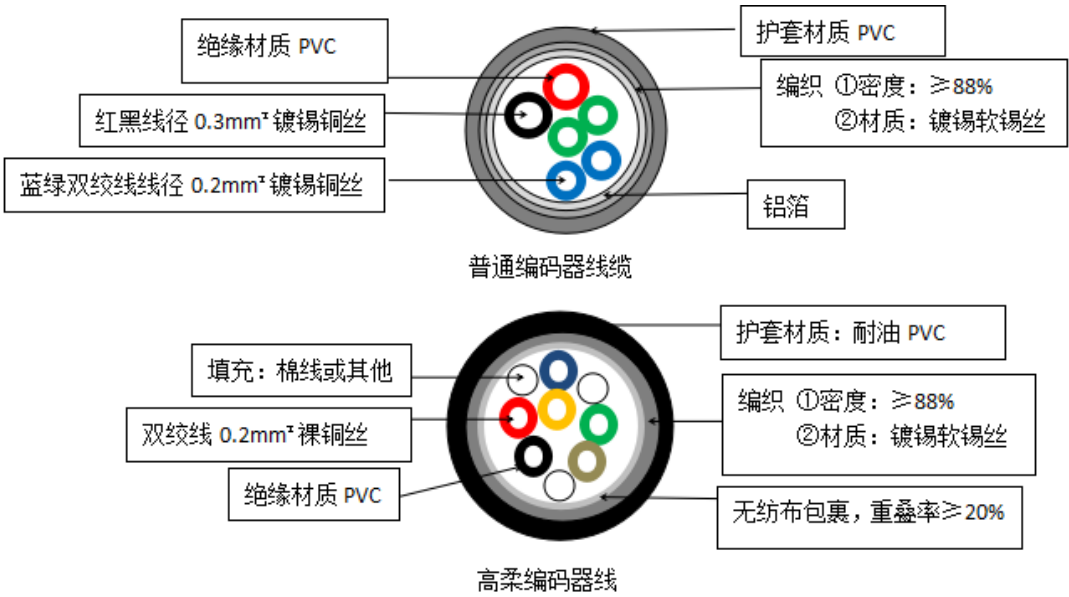 绝缘材质 PVC
护套材质 PVC
编织 ①密度：≥88%
②材质：镀锡软锡丝
红黑线径 0.3mm² 镀锡铜丝
蓝绿双绞线线径 0.2mm² 镀锡铜丝
铝箔
普通编码器线缆
护套材质：耐油 PVC
填充：棉线或其他
编织 ①密度：≥88%
②材质：镀锡软锡丝
双绞线 0.2mm² 裸铜丝
绝缘材质 PVC
无纺布包裹，重叠率≥20%
高柔编码器线